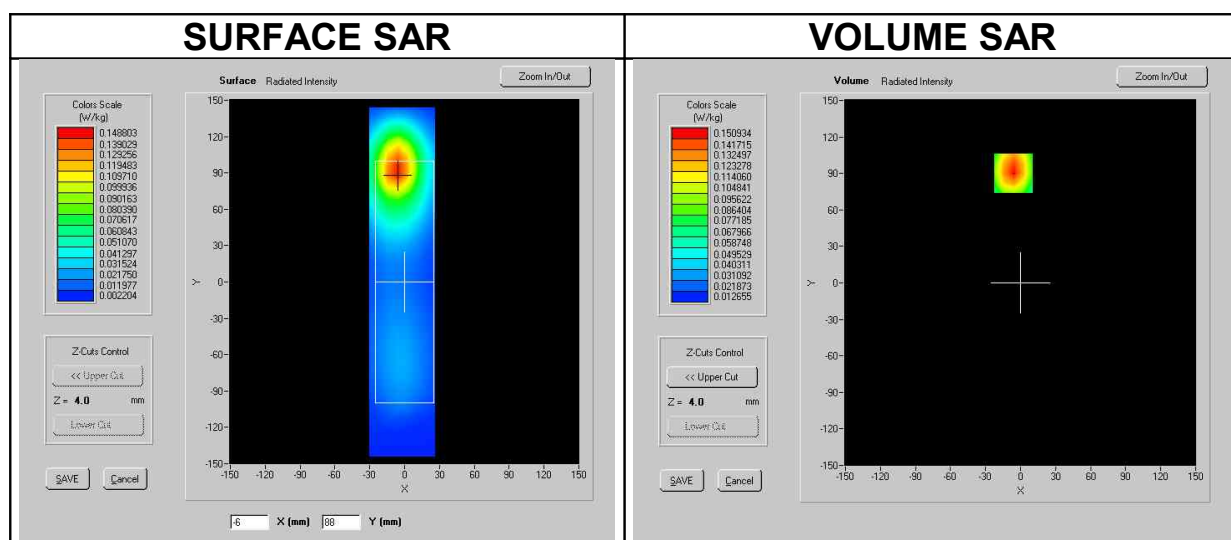 SURFACE SAR
Surface Radiated Intensity
Zoom In/Out
Colors Scale
(W/kg)
0.148803
0.139029
0.129256
0.119483
0.109710
0.099936
0.090163
0.080390
0.070617
0.060843
0.051070
0.041297
0.031524
0.021750
0.011977
0.002204
150
120
90
60
30
0
-30
-60
-90
-120
-150
Y
-150 -120 -90 -60 -30 0 30 60 90 120 150
X
Z-Cuts Control
<< Upper Cut
Z = 4.0 mm
Lower Cut
SAVE Cancel
-6 X (mm) 88 Y (mm)
VOLUME SAR
Volume Radiated Intensity
Zoom In/Out
Colors Scale
(W/kg)
0.150934
0.141715
0.132497
0.123278
0.114060
0.104841
0.095622
0.086404
0.077185
0.067966
0.058748
0.049529
0.040311
0.031092
0.021873
0.012655
150
120
90
60
30
0
-30
-60
-90
-120
-150
Y
-150 -120 -90 -60 -30 0 30 60 90 120 150
X
Z-Cuts Control
<< Upper Cut
Z = 4.0 mm
Lower Cut
SAVE Cancel